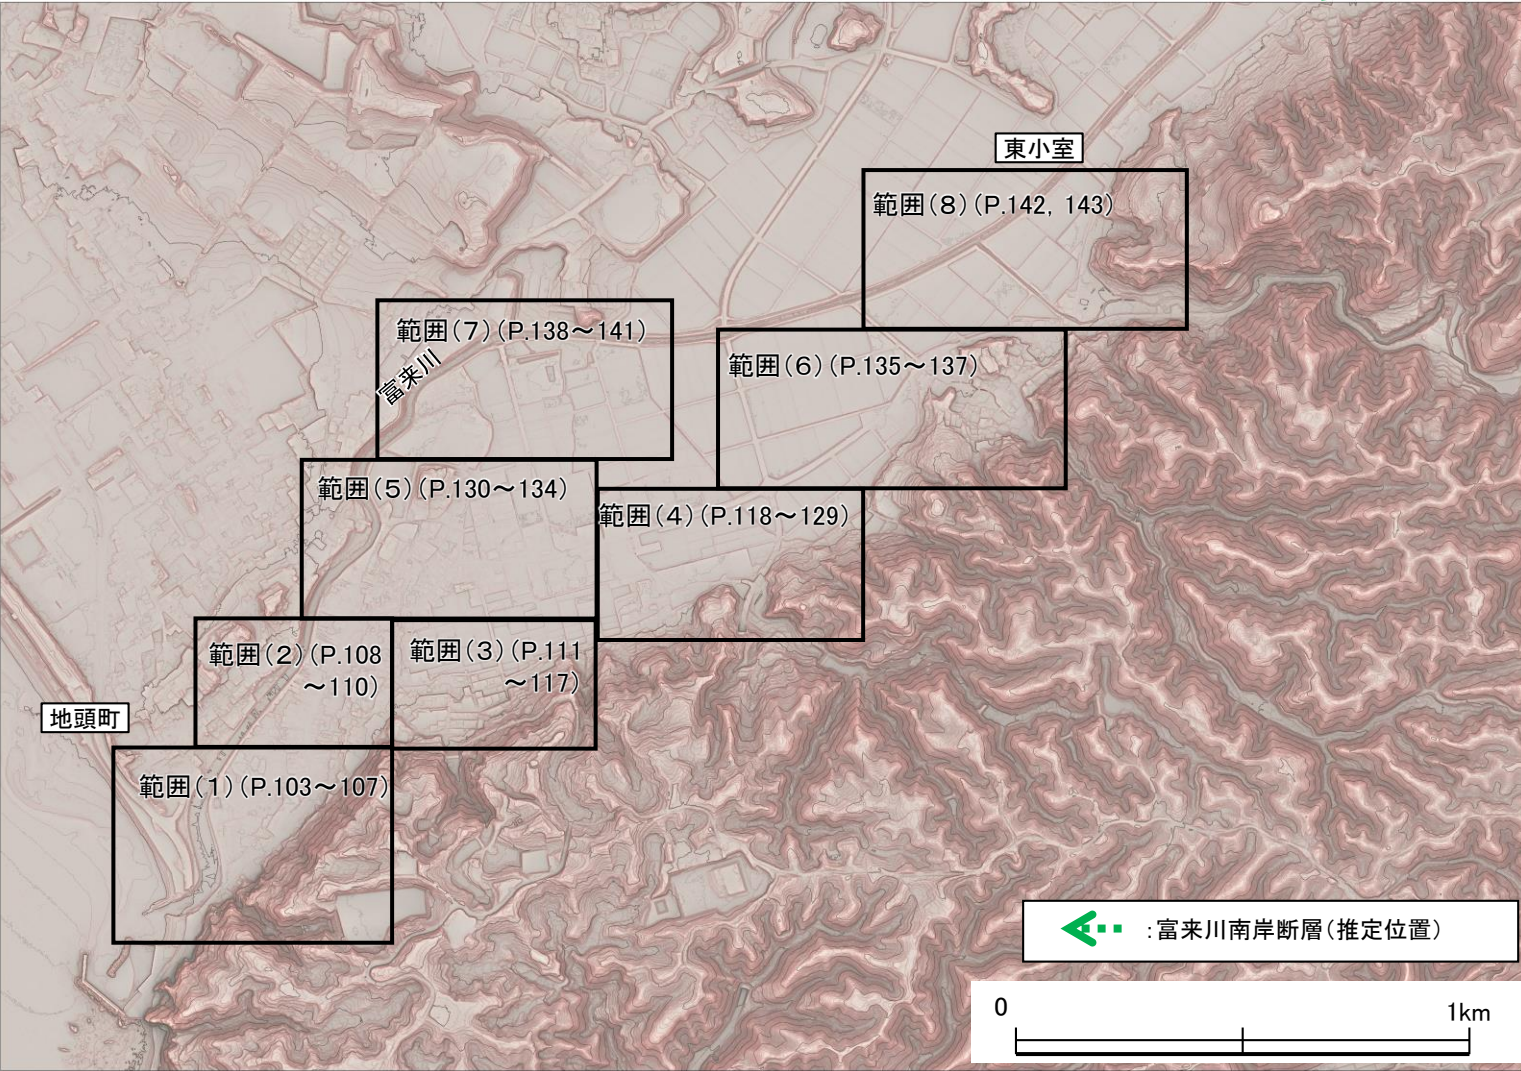 東小室
範囲(8)(P.142, 143)
範囲(7)(P.138～141)
富来川
範囲(6)(P.135～137)
範囲(5)(P.130～134)
範囲(4)(P.118～129)
範囲(2)(P.108
～110)
範囲(3)(P.111
～117)
地頭町
範囲(1)(P.103～107)
:富来川南岸断層(推定位置)
0
1km